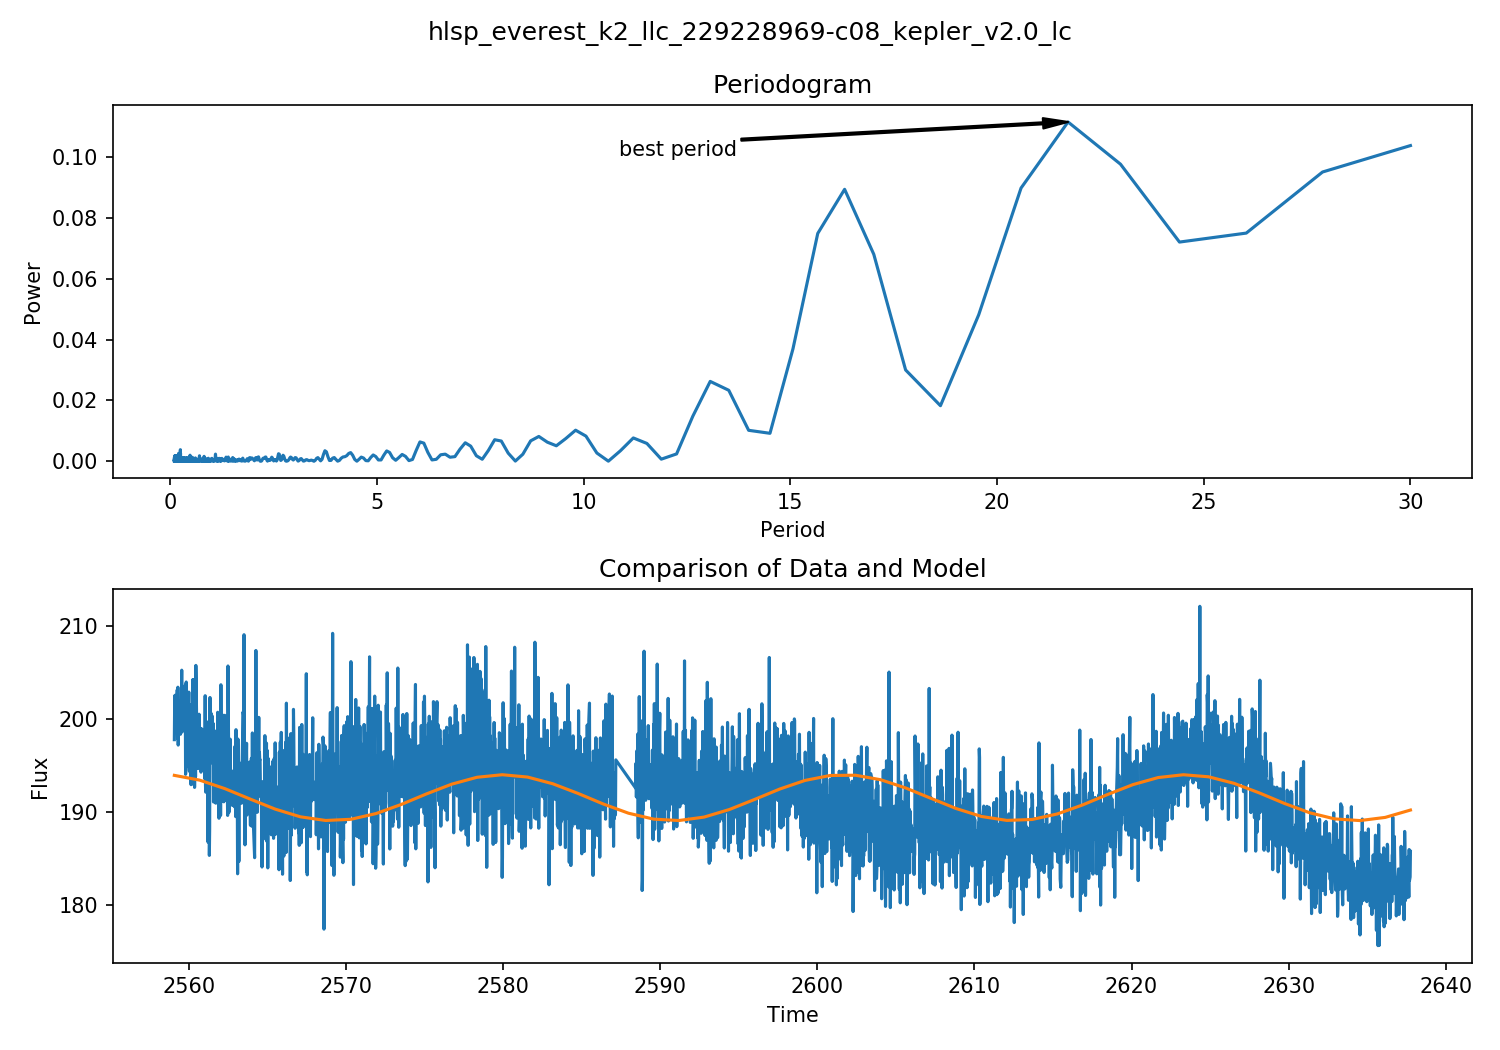 hlsp_everest_k2_llc_229228969-c08_kepler_v2.0_lc
Periodogram
best period
Power
0.10
0.08
0.06
0.04
0.02
0.00
0 5 10 15 20 25 30
Period
Comparison of Data and Model
Flux
210
200
190
180
2560 2570 2580 2590 2600 2610 2620 2630 2640
Time